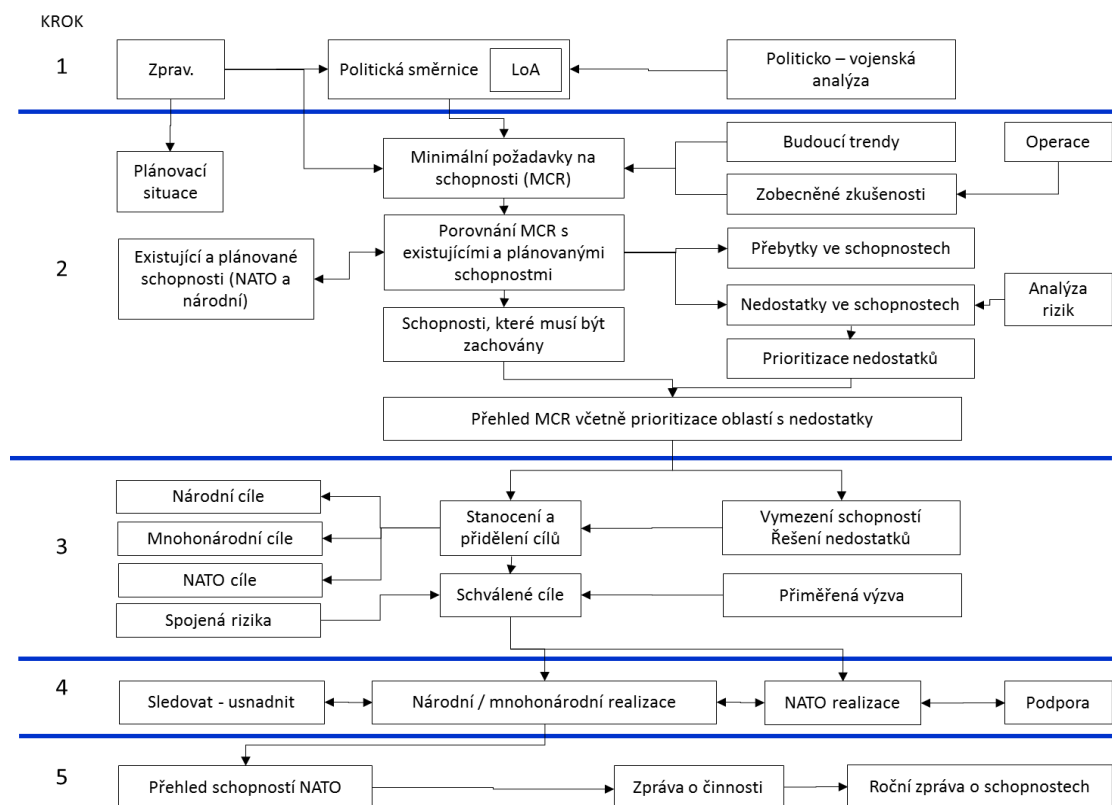 KROK
1
Zprav.
Politická směrnice
LoA
Politicko – vojenská
analýza
2
Plánovací
situace
Minimální požadavky na
schopnosti (MCR)
Budoucí trendy
Operace
Zobecněné zkušenosti
Existující a plánované
schopnosti (NATO a
národní)
Porovnání MCR s
existujícími a plánovanými
schopnostmi
Přebytky ve schopnostech
Nedostatky ve schopnostech
Analýza
rizik
Schopnosti, které musí být
zachovány
Prioritizace nedostatků
Přehled MCR včetně prioritizace oblastí s nedostatky
3
Národní cíle
Mnohonárodní cíle
NATO cíle
Spojená rizika
Stanocení a
přidělení cílů
Vymezení schopností
Řešení nedostatků
Schválené cíle
Přiměřená výzva
4
Sledovat - usnadnit
Národní / mnohonárodní realizace
NATO realizace
Podpora
5
Přehled schopností NATO
Zpráva o činnosti
Roční zpráva o schopnostech